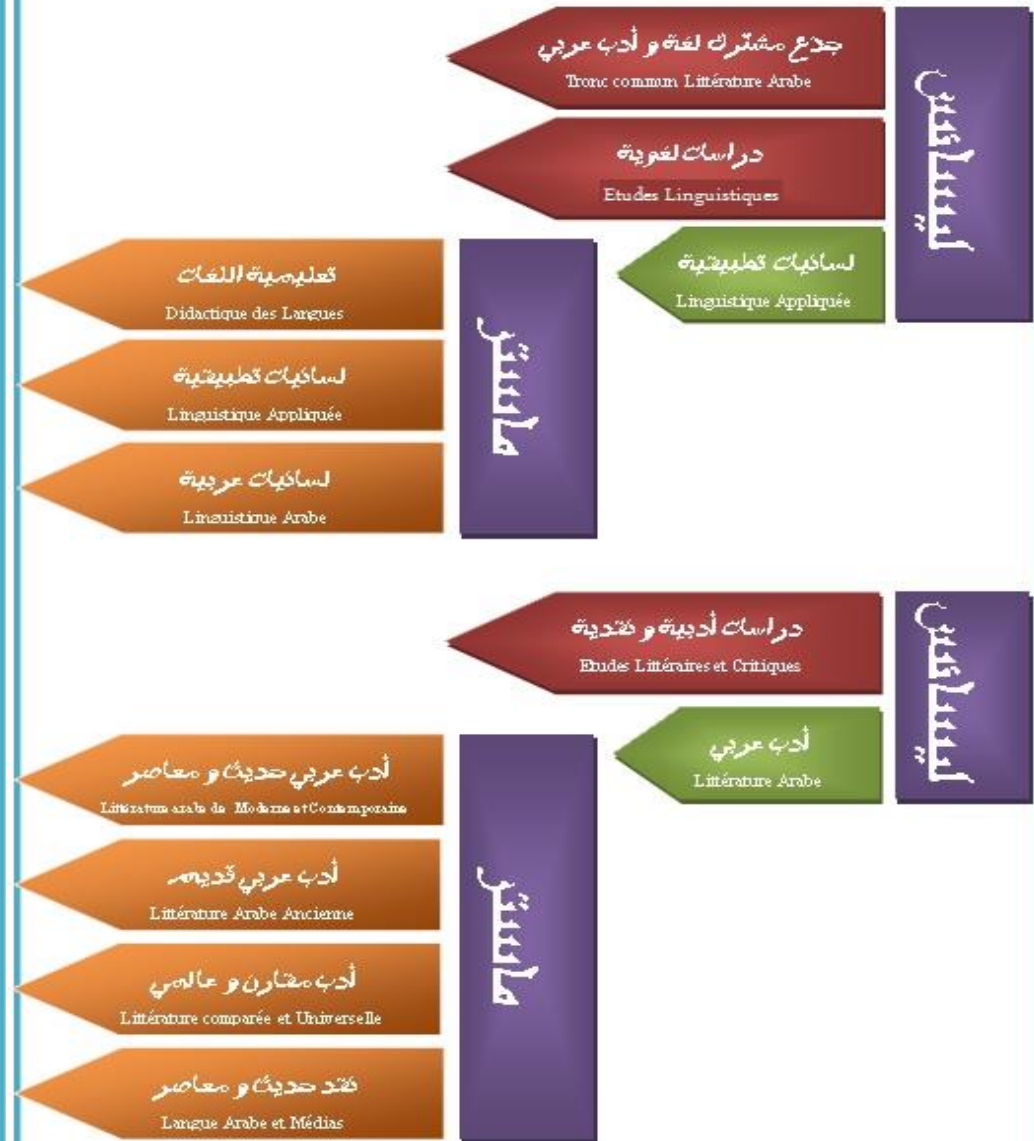 ليسانس
جدع مشترك لغة و أدب عربي
Tronc commun Littérature Arabe
دراسات لغوية
Etudes Linguistiques
لسانيات تطبيقية
Linguistique Appliquée
ماستر
تعليمية اللغات
Didactique des Langues
لسانيات تطبيقية
Linguistique Appliquée
لسانيات عربية
Linguistique Arabe
ليسانس
دراسات أدبية و نقدية
Etudes Littéraires et Critiques
أدب عربي
Littérature Arabe
ماستر
أدب عربي حديث و معاصر
Littérature arabe de Moderne et Contemporaine
أدب عربي قديم
Littérature Arabe Ancienne
أدب مقارن و عالمي
Littérature comparée et Universelle
نقد حديث و معاصر
Langue Arabe et Médias